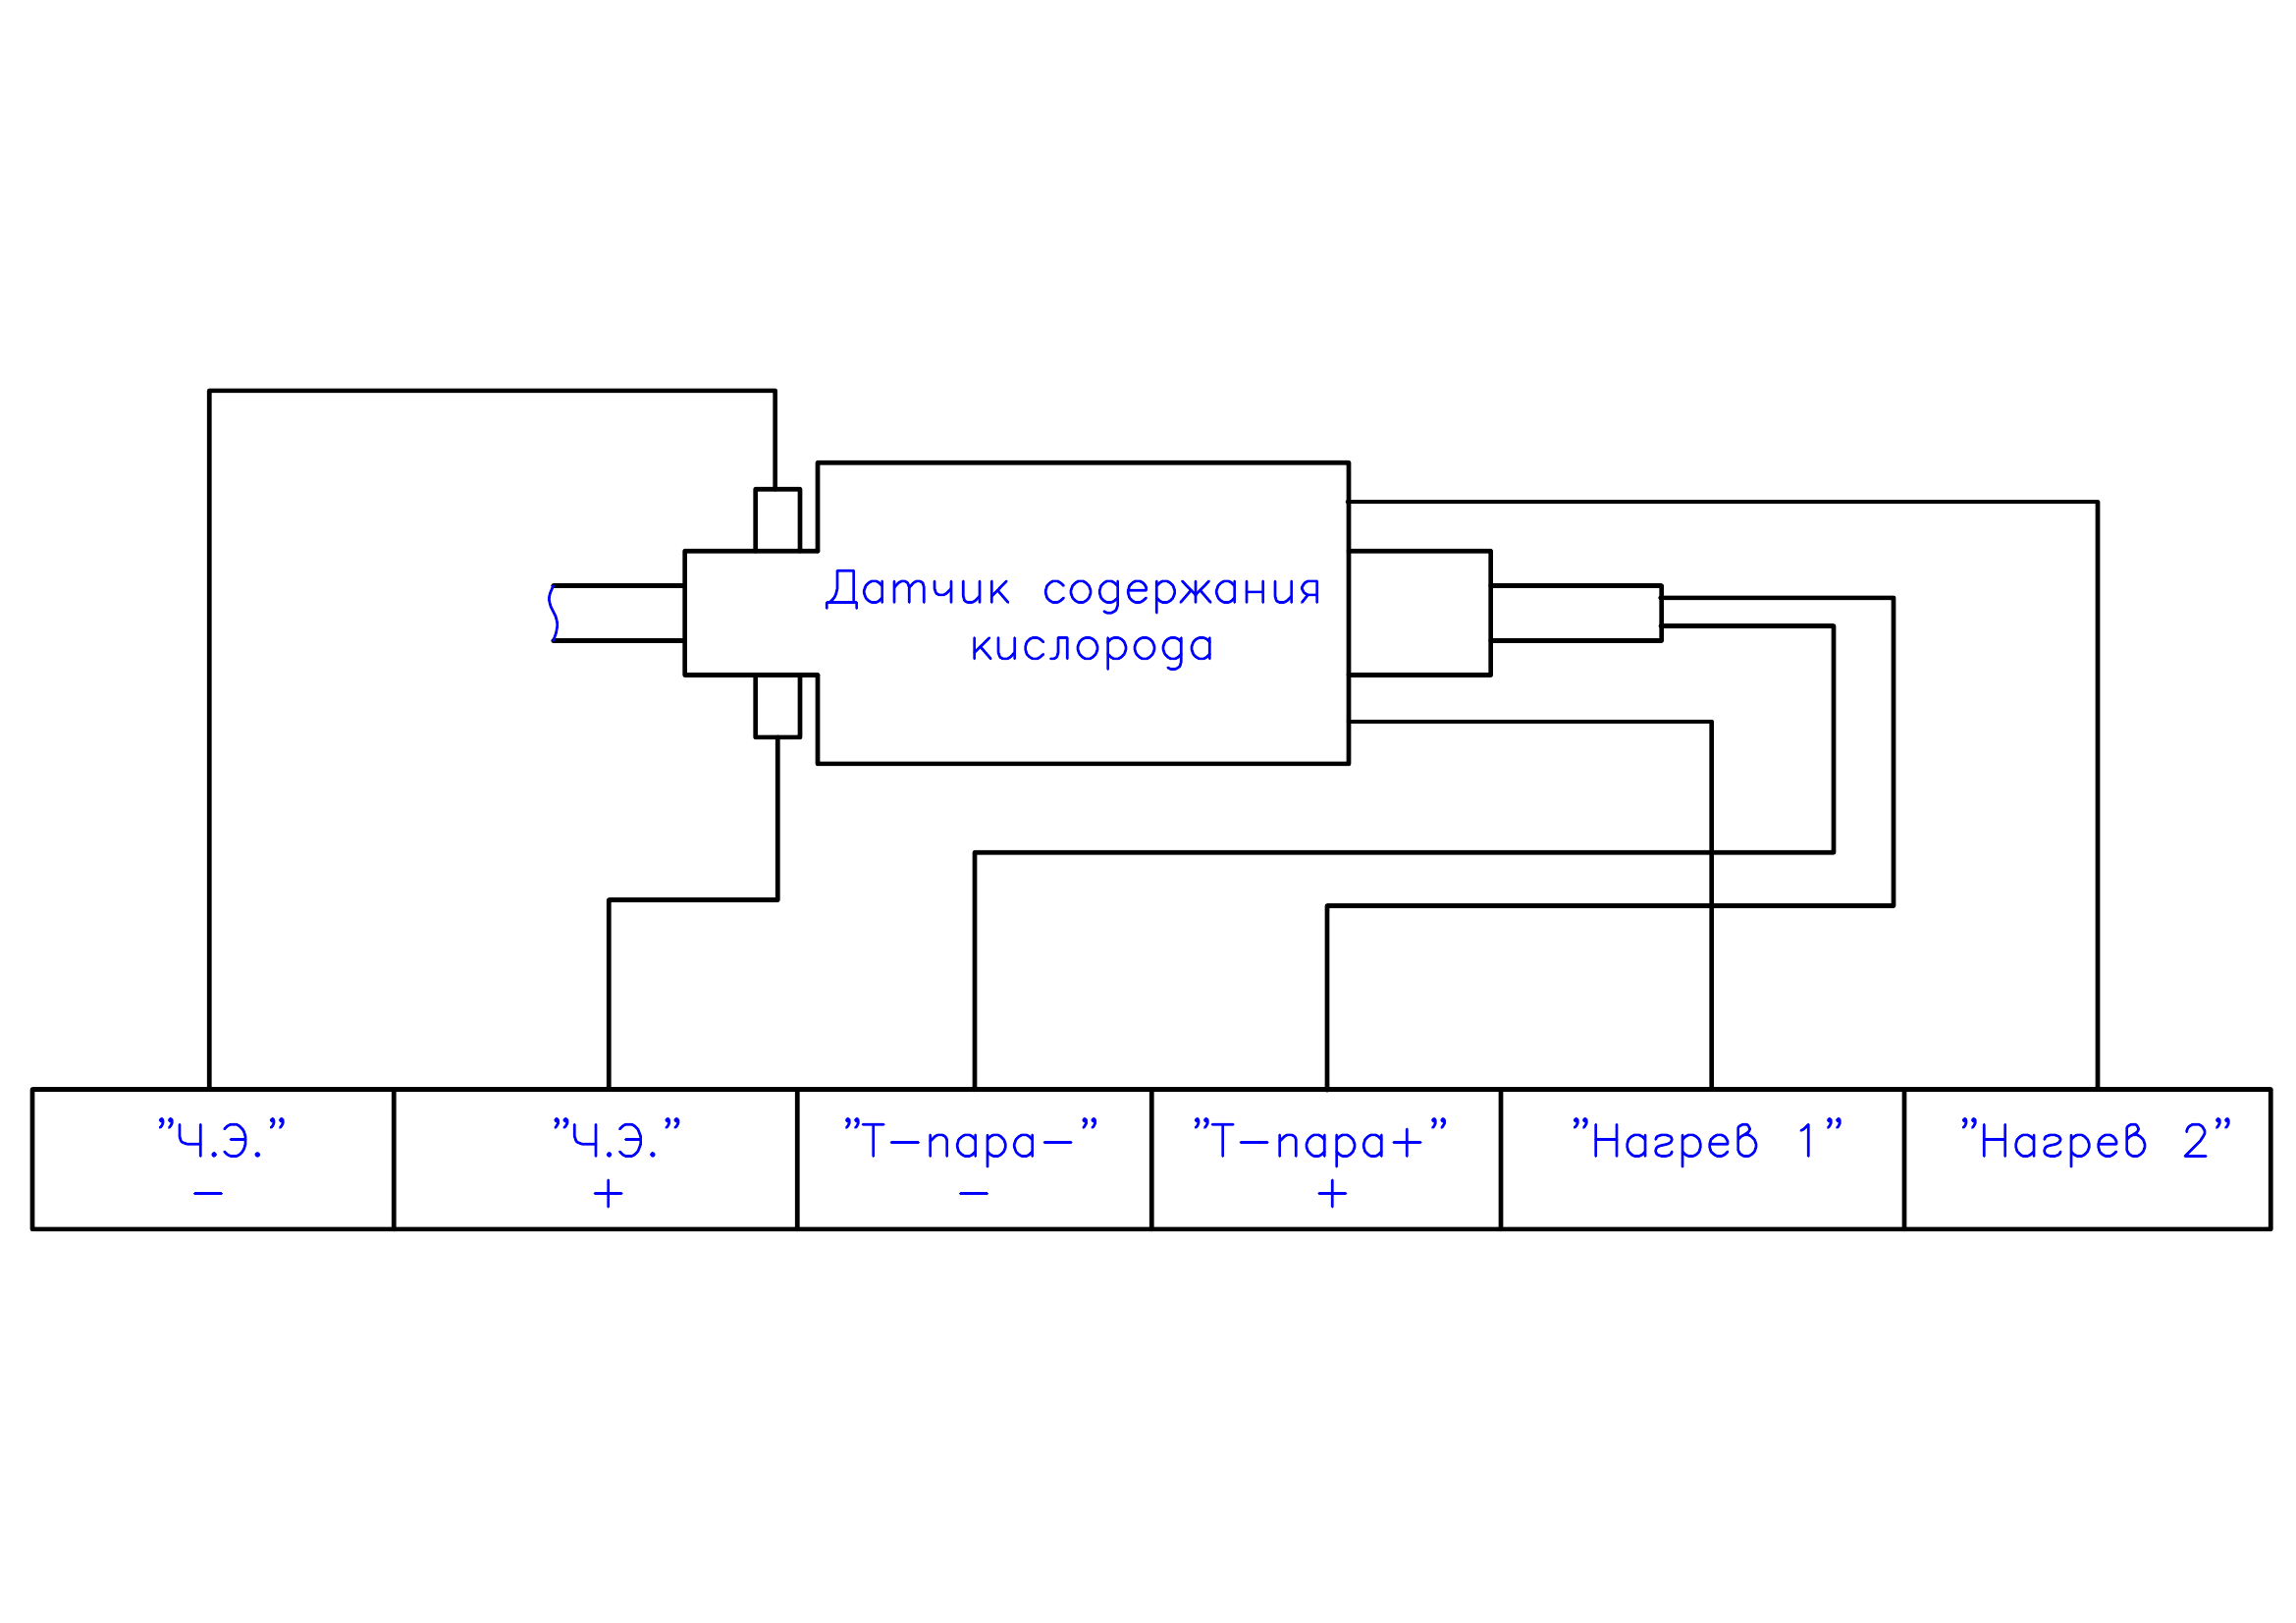 Датчик содержания
кислорода
"Ч.Э."
-
"Ч.Э."
+
"Т-пара-"
-
"Т-пара+"
+
"Нагрев 1"
"Нагрев 2"